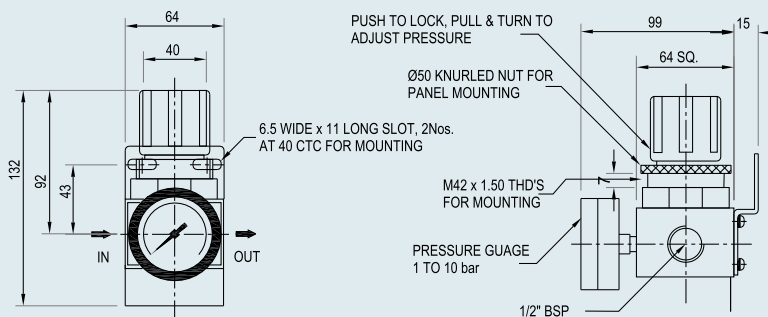 64
40
132
92
43
6.5 WIDE x 11 LONG SLOT, 2Nos.
AT 40 CTC FOR MOUNTING
IN
OUT
PUSH TO LOCK, PULL & TURN TO
ADJUST PRESSURE
Ø50 KNURLED NUT FOR
PANEL MOUNTING
M42 x 1.50 THD'S
FOR MOUNTING
PRESSURE GUAGE
1 TO 10 bar
1/2" BSP
99
15
64 SQ.
7